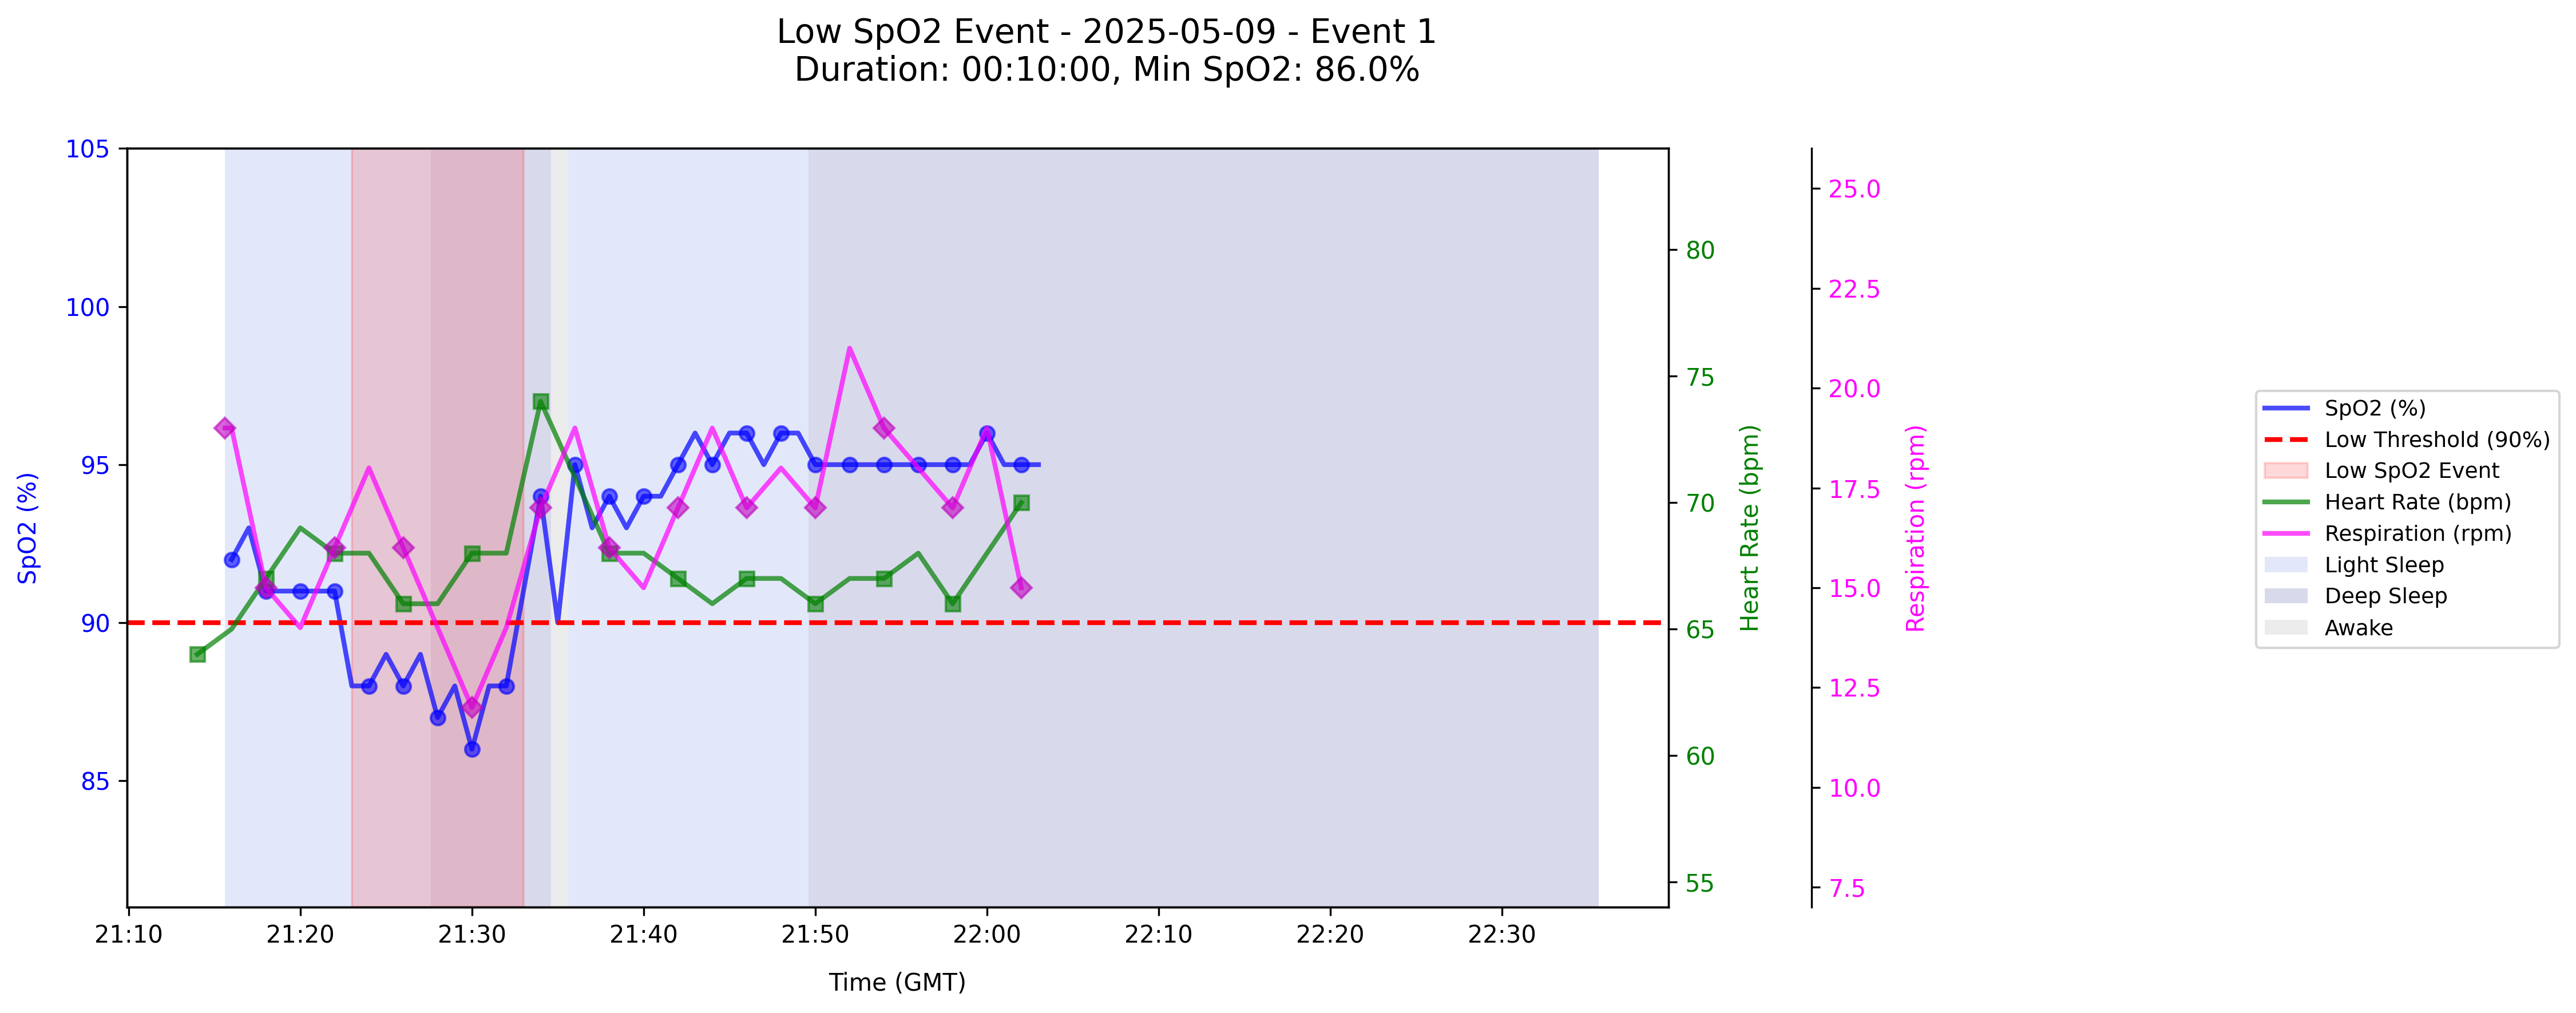 Low SpO2 Event - 2025-05-09 - Event 1
Duration: 00:10:00, Min SpO2: 86.0%
105
100
95
90
85
SpO2 (%)
80
75
70
65
60
55
Heart Rate (bpm)
25.0
22.5
20.0
17.5
15.0
12.5
10.0
7.5
Respiration (rpm)
SpO2 (%)
Low Threshold (90%)
Low SpO2 Event
Heart Rate (bpm)
Respiration (rpm)
Light Sleep
Deep Sleep
Awake
21:10 21:20 21:30 21:40 21:50 22:00 22:10 22:20 22:30
Time (GMT)